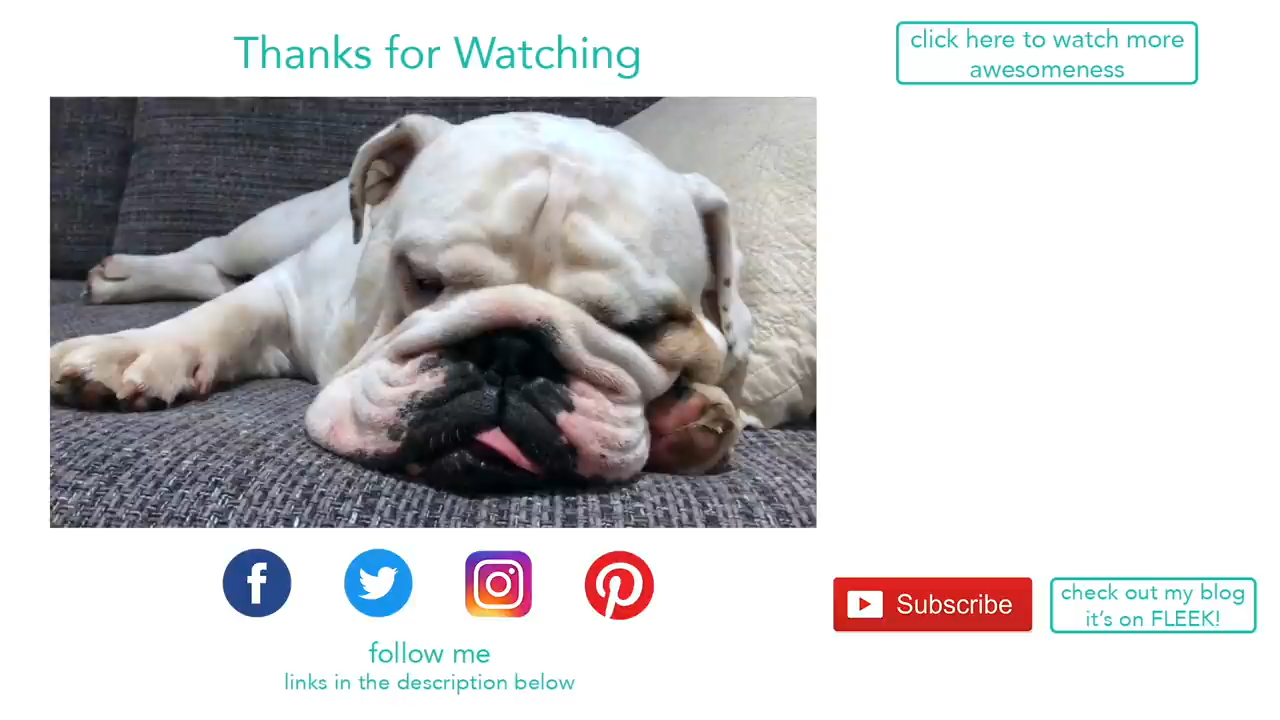 Thanks for Watching
click here to watch more
awesomeness
Subscribe
check out my blog
it's on FLEEK!
follow me
links in the description below